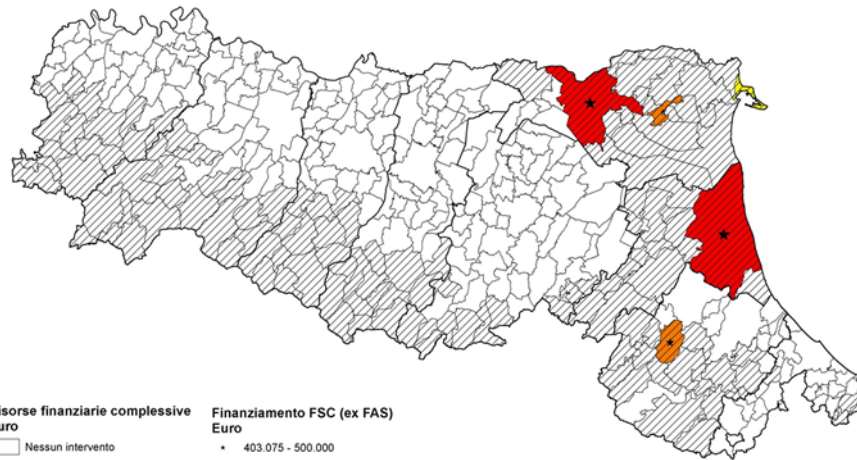 isorse finanziarie complessive
uro
Nessun intervento
Finanziamento FSC (ex FAS)
Euro
403.075 - 500.000